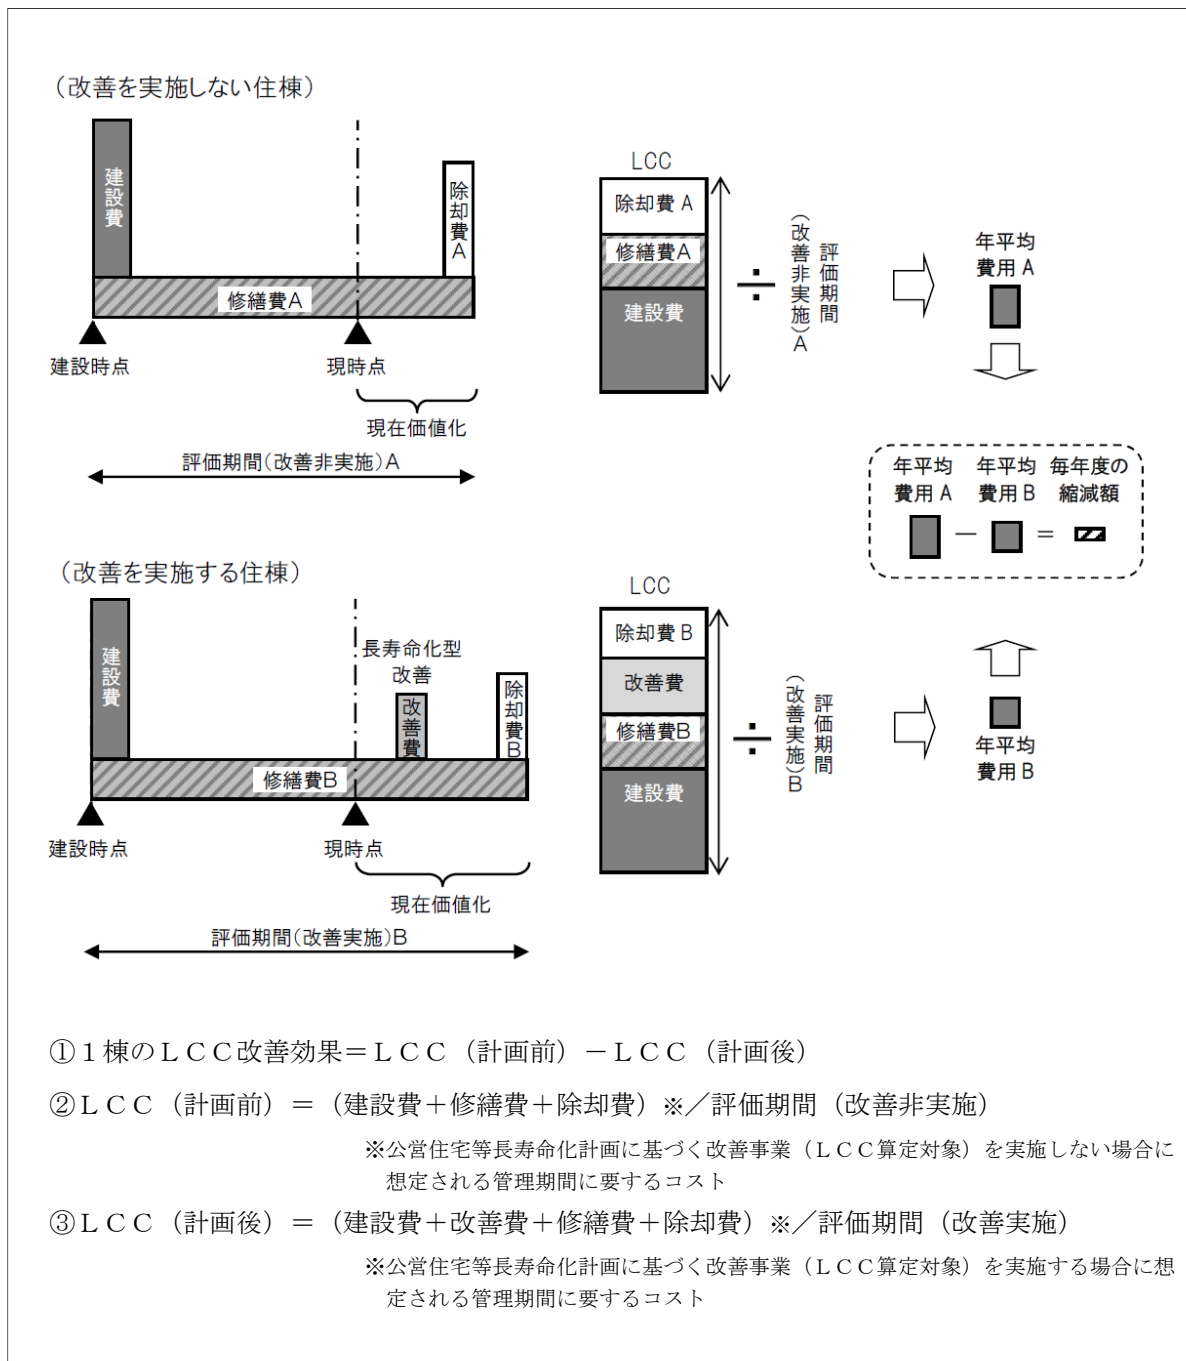 （改善を実施しない住棟）
建設費
除却費A
修繕費A
建設時点
現時点
現在価値化
評価期間（改善非実施）A
LCC
除却費 A
修繕費A
建設費
÷
評価期間
（改善非実施）A
年平均
費用 A
年平均
費用 A
年平均
費用 B
毎年度の
縮減額
－
＝
（改善を実施する住棟）
建設費
長寿命化型
改善
改善費
除却費B
修繕費B
建設時点
現時点
現在価値化
評価期間（改善実施）B
LCC
除却費 B
改善費
修繕費B
建設費
÷
評価期間
（改善実施）B
年平均
費用 B
①１棟のＬＣＣ改善効果＝ＬＣＣ（計画前）－ＬＣＣ（計画後）
②ＬＣＣ（計画前）＝（建設費＋修繕費＋除却費）※／評価期間（改善非実施）
※公営住宅等長寿命化計画に基づく改善事業（ＬＣＣ算定対象）を実施しない場合に
想定される管理期間に要するコスト
③ＬＣＣ（計画後）＝（建設費＋改善費＋修繕費＋除却費）※／評価期間（改善実施）
※公営住宅等長寿命化計画に基づく改善事業（ＬＣＣ算定対象）を実施する場合に想
定される管理期間に要するコスト